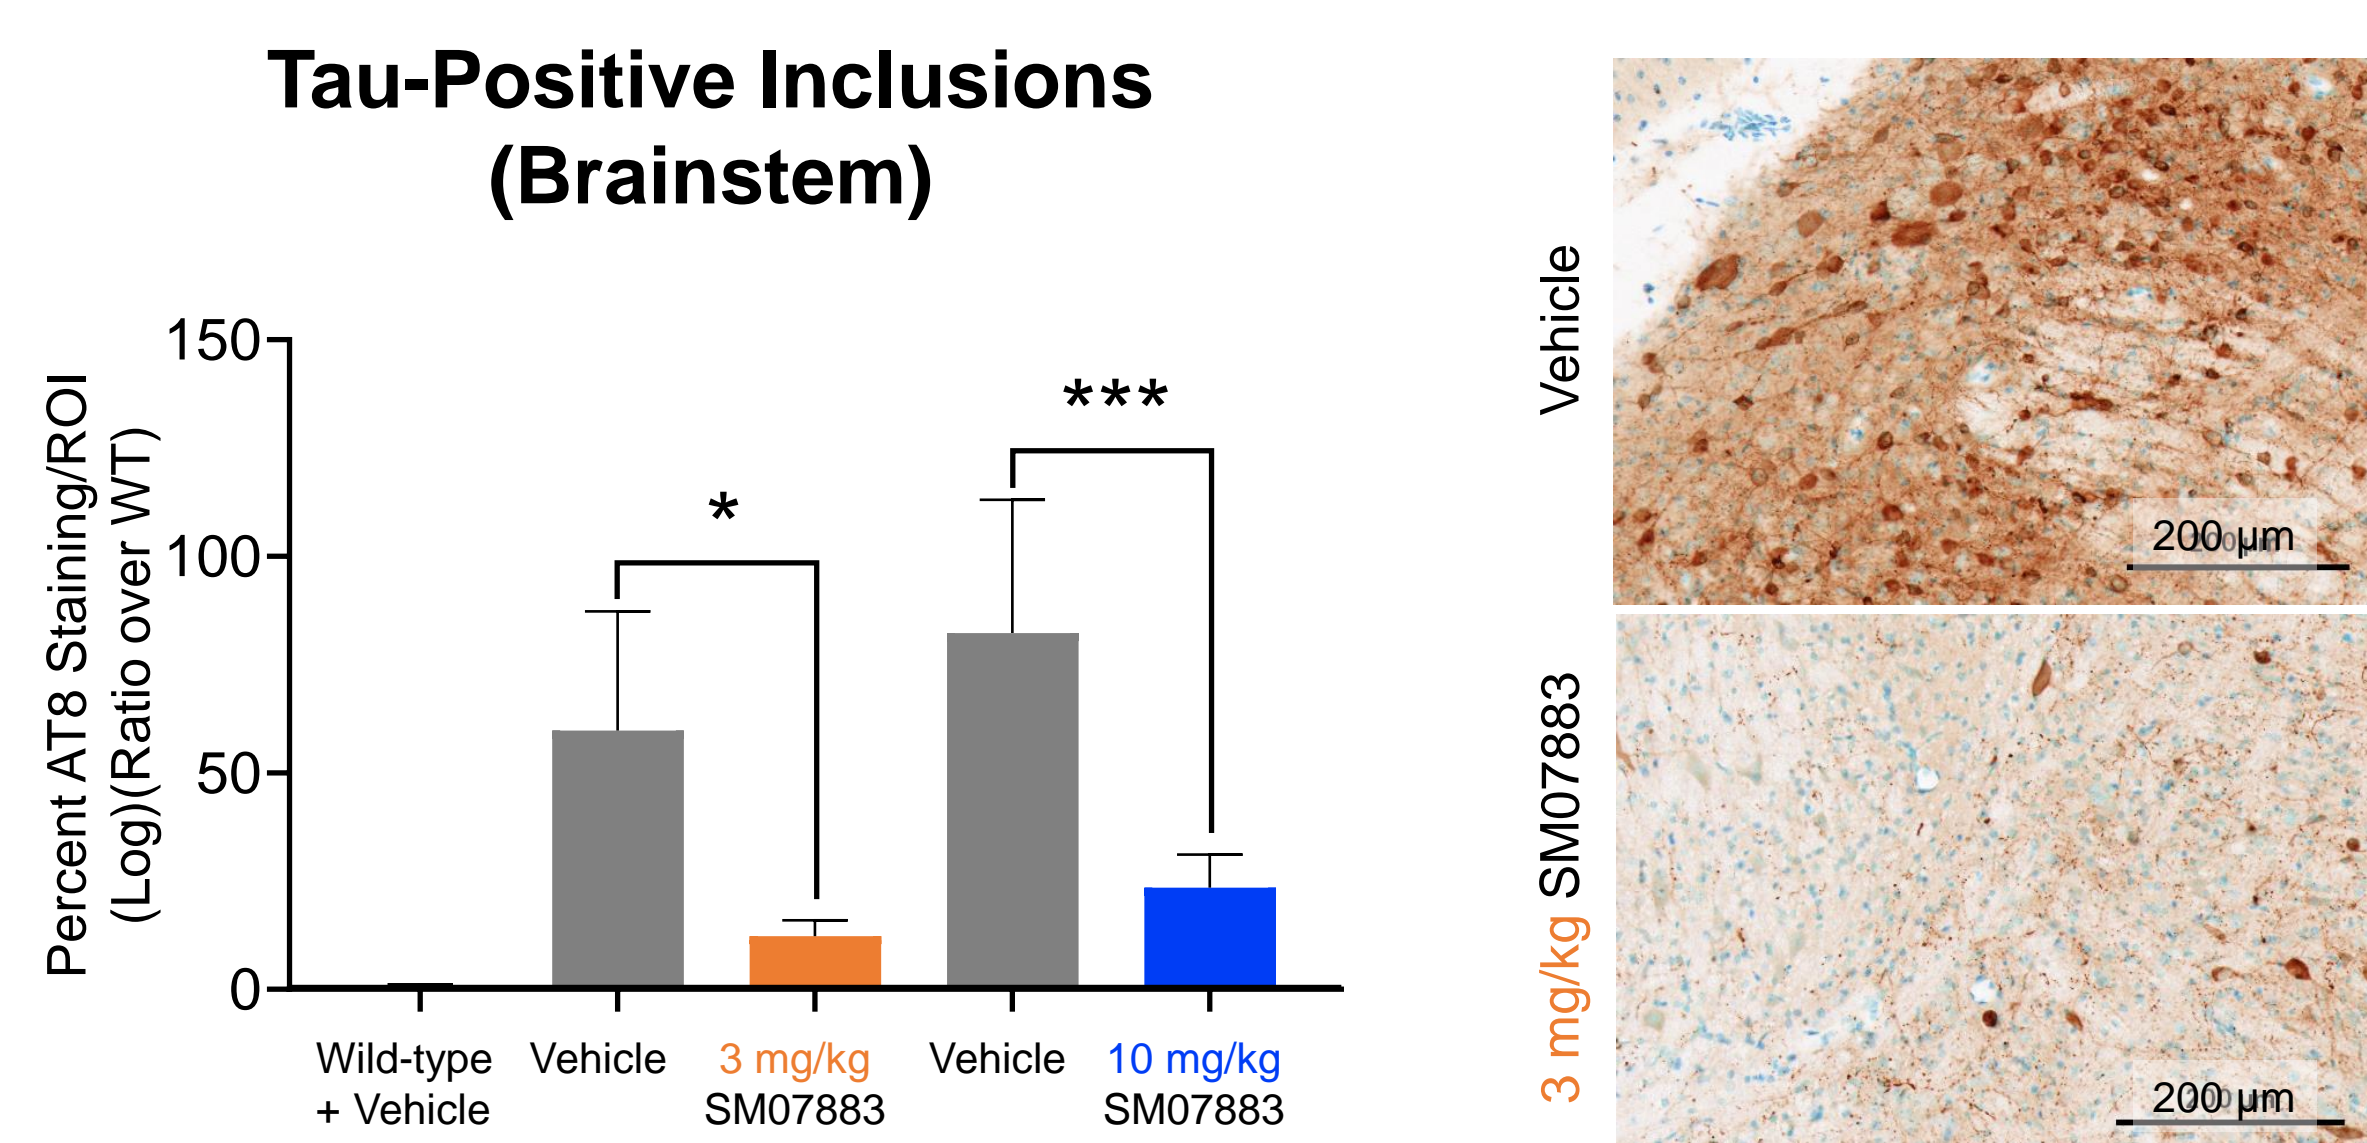 Tau-Positive Inclusions
(Brainstem)
Percent AT8 Staining/ROI
(Log)(Ratio over WT)
150
100
50
0
*
***
Wild-type
+ Vehicle
Vehicle
3 mg/kg
SM07883
Vehicle
10 mg/kg
SM07883
Vehicle
200 µm
3 mg/kg SM07883
200 µm